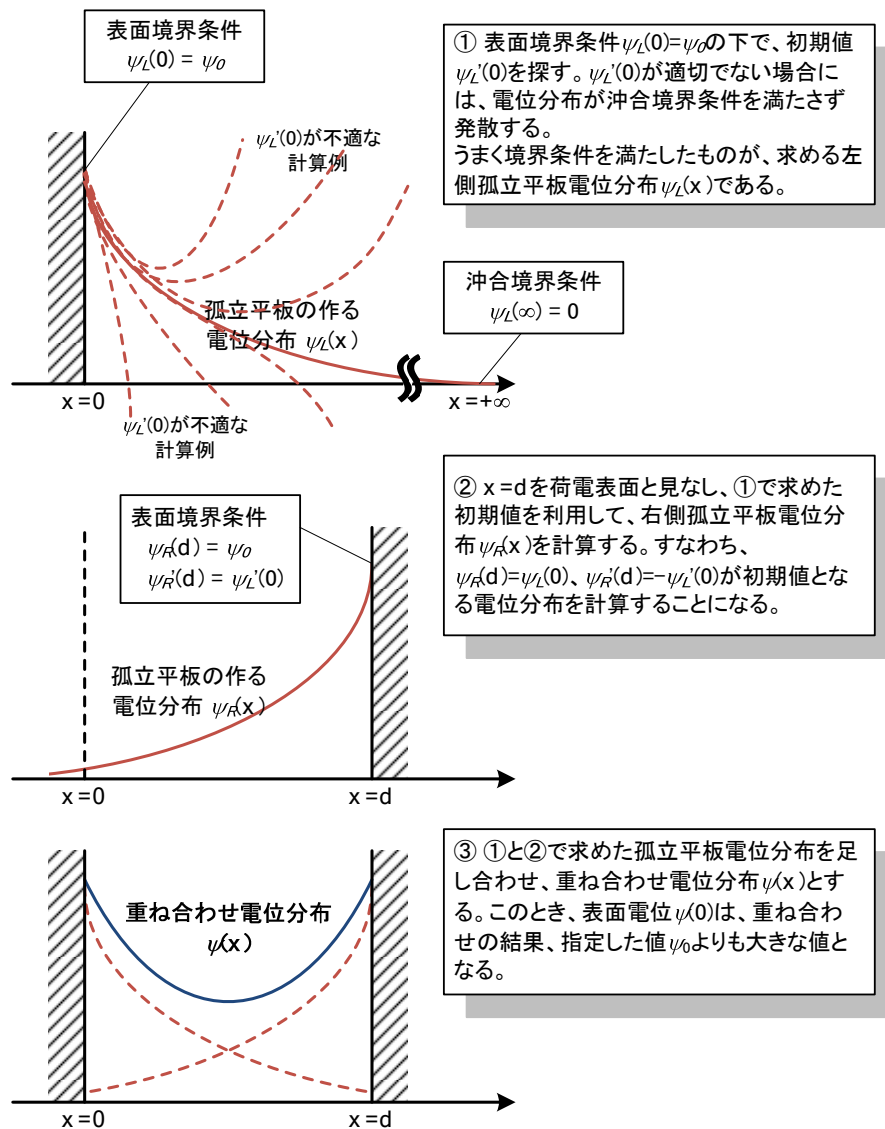 表面境界条件
ψL(0) = ψ0
① 表面境界条件ψL(0)=ψ0の下で、初期値
ψL'(0)を探す。ψL'(0)が適切でない場合に
は、電位分布が沖合境界条件を満たさず
発散する。
うまく境界条件を満たしたものが、求める左
側孤立平板電位分布ψL(x)である。
ψL'(0)が不適な
計算例
沖合境界条件
ψL(∞) = 0
孤立平板の作る
電位分布 ψL(x)
x=0
x=+∞
ψL'(0)が不適な
計算例
② x=dを荷電表面と見なし、①で求めた
初期値を利用して、右側孤立平板電位分
布ψR(x)を計算する。すなわち、
ψR(d)=ψL(0)、ψR'(d)=-ψL'(0)が初期値とな
る電位分布を計算することになる。
表面境界条件
ψR(d) = ψ0
ψR'(d) = ψL'(0)
孤立平板の作る
電位分布 ψR(x)
x=0
x=d
③ ①と②で求めた孤立平板電位分布を足
し合わせ、重ね合わせ電位分布ψ(x)とす
る。このとき、表面電位ψ(0)は、重ね合わ
せの結果、指定した値ψ0よりも大きな値と
なる。
重ね合わせ電位分布
ψ(x)
x=0
x=d